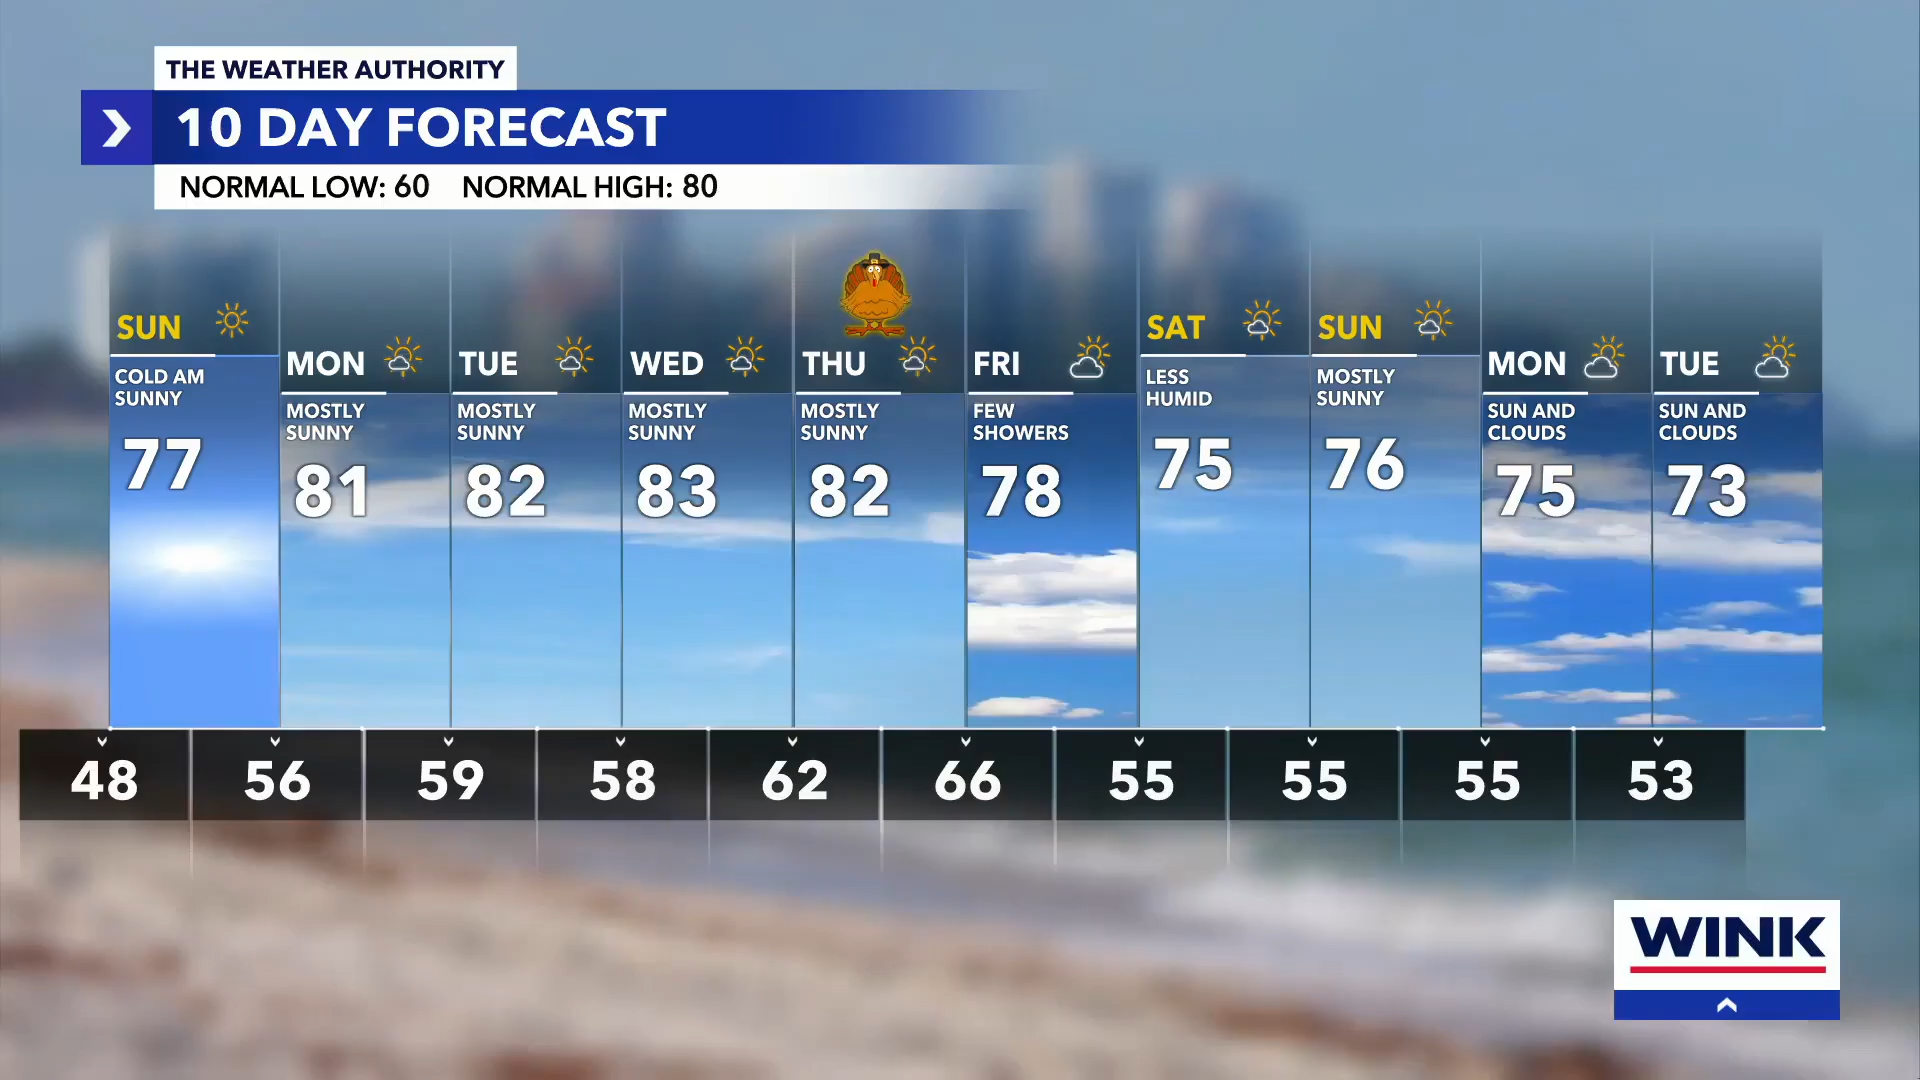 THE WEATHER AUTHORITY
10 DAY FORECAST
NORMAL LOW: 60 NORMAL HIGH: 80
SUN
COLD AM
SUNNY
77
MON
MOSTLY
SUNNY
81
TUE
MOSTLY
SUNNY
82
WED
MOSTLY
SUNNY
83
THU
MOSTLY
SUNNY
82
FRI
FEW
SHOWERS
78
SAT
LESS
HUMID
75
SUN
MOSTLY
SUNNY
76
MON
SUN AND
CLOUDS
75
TUE
SUN AND
CLOUDS
73
48 56 59 58 62 66 55 55 55 53
WINK